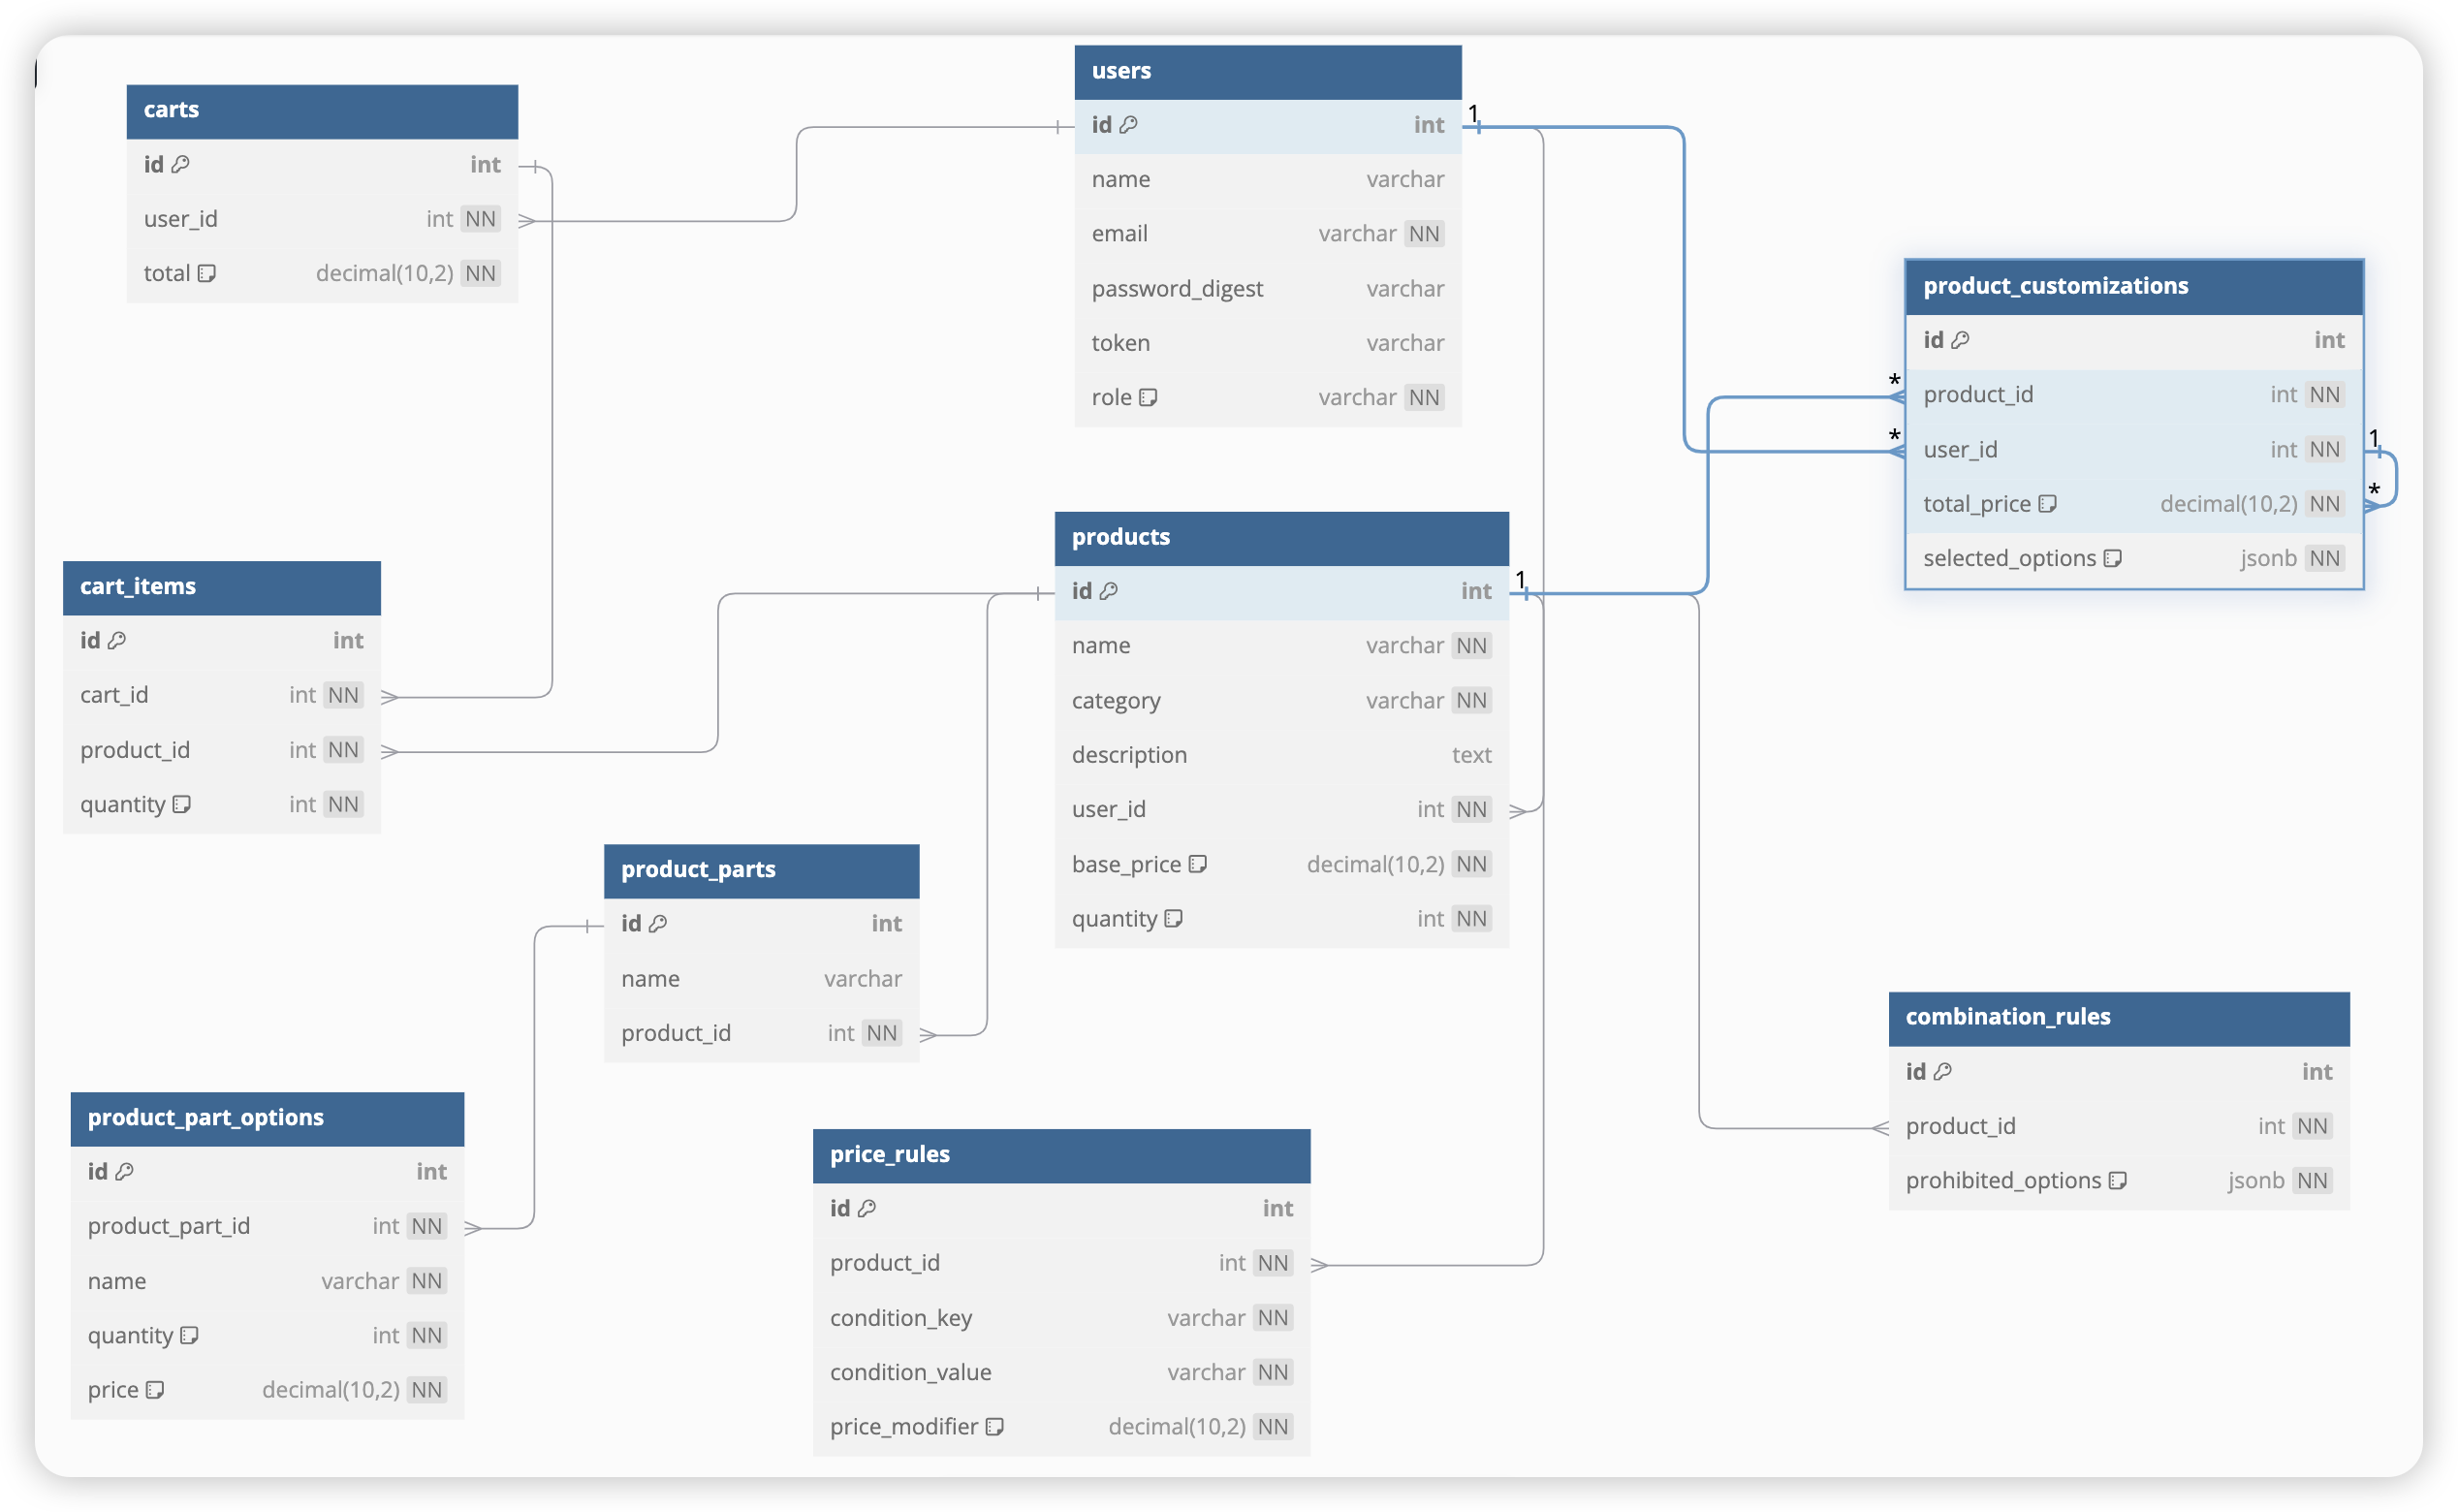 carts
id int
user_id int NN
total decimal(10,2) NN
users
id int
name varchar
email varchar NN
password_digest varchar
token varchar
role varchar NN
1
product_customizations
id int
* product_id int NN
* user_id int NN 1
total_price decimal(10,2) NN *
selected_options jsonb NN
products
id int 1
name varchar NN
category varchar NN
description text
user_id int NN
base_price decimal(10,2) NN
quantity int NN
cart_items
id int
cart_id int NN
product_id int NN
quantity int NN
product_parts
id int
name varchar
product_id int NN
product_part_options
id int
product_part_id int NN
name varchar NN
quantity int NN
price decimal(10,2) NN
price_rules
id int
product_id int NN
condition_key varchar NN
condition_value varchar NN
price_modifier decimal(10,2) NN
combination_rules
id int
product_id int NN
prohibited_options jsonb NN